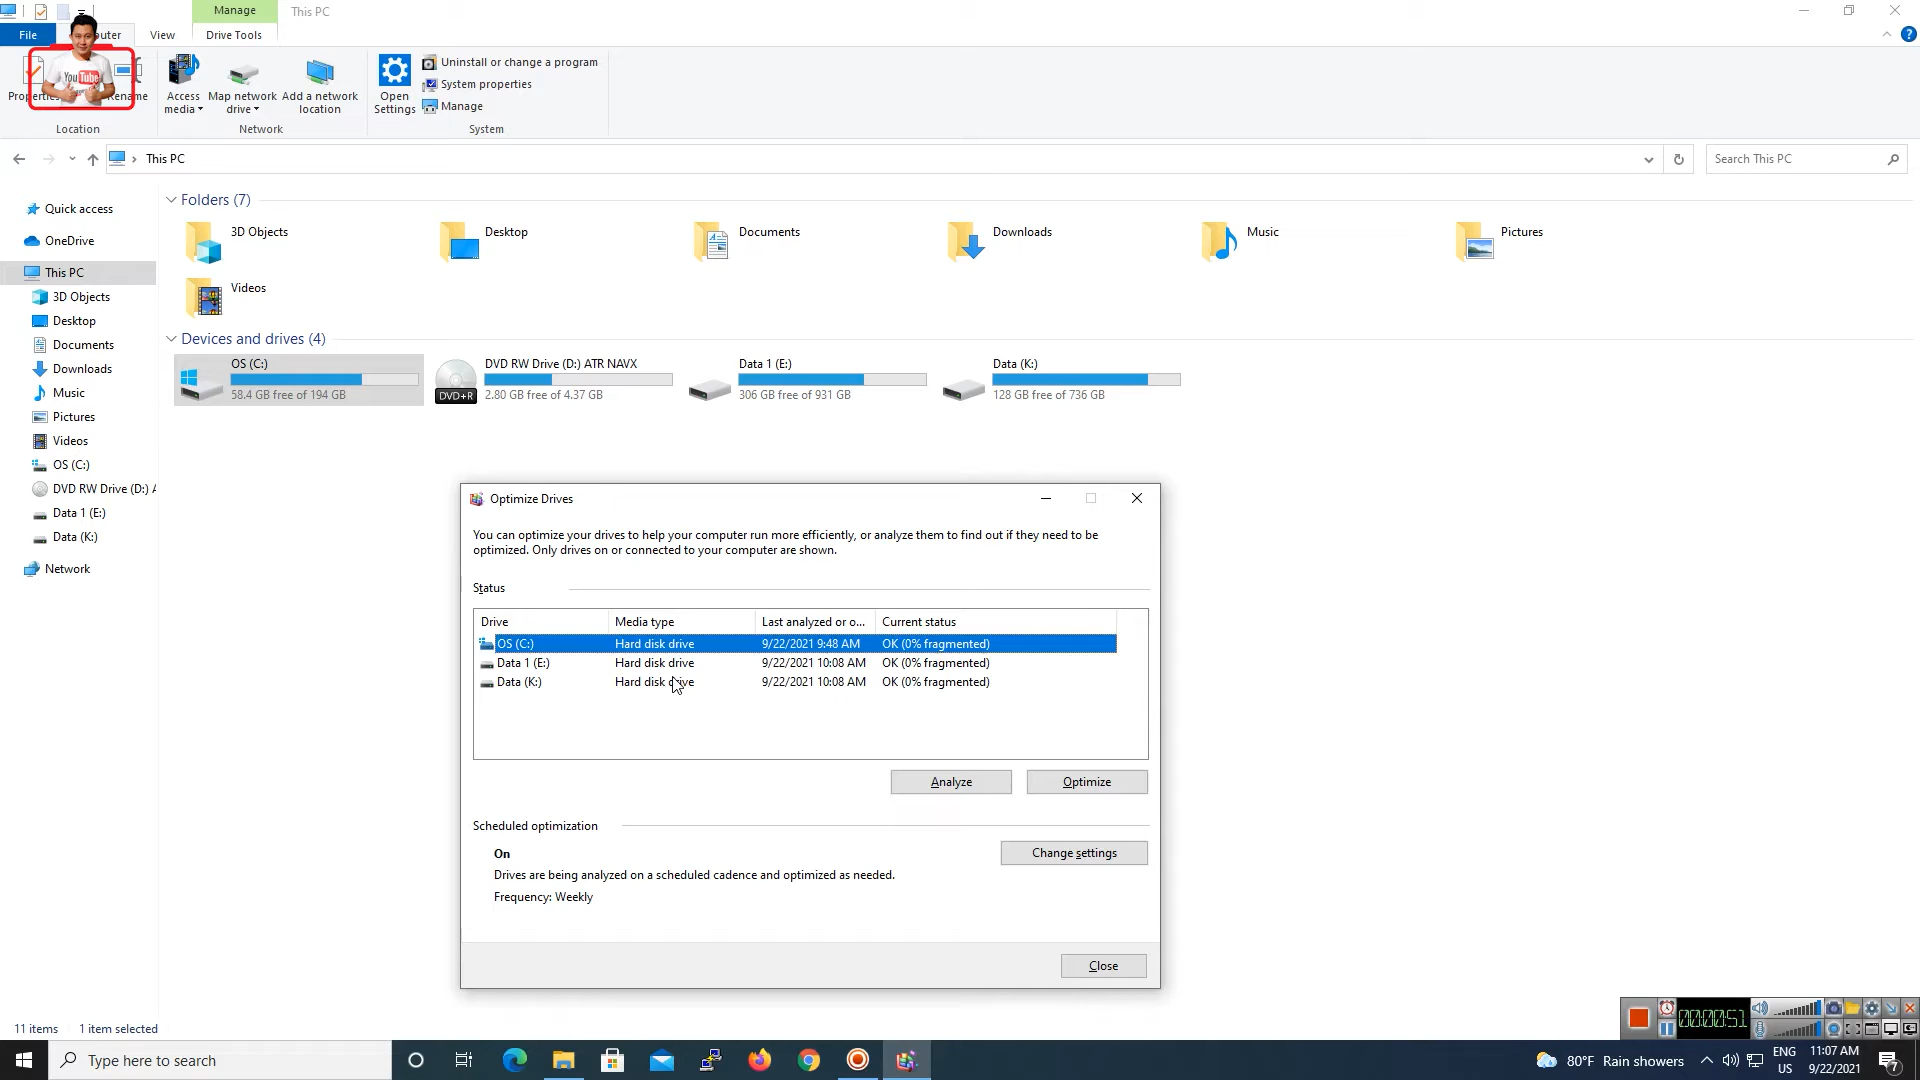 Manage
This PC
File
View
Drive Tools
YouTube
Access media
Map network drive
Add a network location
Open Settings
Uninstall or change a program
System properties
Manage
Location
Network
System
This PC
Search This PC
Quick access
OneDrive
This PC
3D Objects
Desktop
Documents
Downloads
Music
Pictures
Videos
OS (C:)
DVD RW Drive (D:) A
Data 1 (E:)
Data (K:)
Network
Folders (7)
3D Objects
Desktop
Documents
Downloads
Music
Pictures
Videos
Devices and drives (4)
OS (C:)
58.4 GB free of 194 GB
DVD+R
DVD RW Drive (D:) ATR NAVX
2.80 GB free of 4.37 GB
Data 1 (E:)
306 GB free of 931 GB
Data (K:)
128 GB free of 736 GB
Optimize Drives
You can optimize your drives to help your computer run more efficiently, or analyze them to find out if they need to be
optimized. Only drives on or connected to your computer are shown.
Status
Drive Media type Last analyzed or o... Current status
OS (C:) Hard disk drive 9/22/2021 9:48 AM OK (0% fragmented)
Data 1 (E:) Hard disk drive 9/22/2021 10:08 AM OK (0% fragmented)
Data (K:) Hard disk drive 9/22/2021 10:08 AM OK (0% fragmented)
Analyze
Optimize
Scheduled optimization
On
Change settings
Drives are being analyzed on a scheduled cadence and optimized as needed.
Frequency: Weekly
Close
11 items 1 item selected
00:00:51
Type here to search
80°F Rain showers
ENG
US
11:07 AM
9/22/2021
7